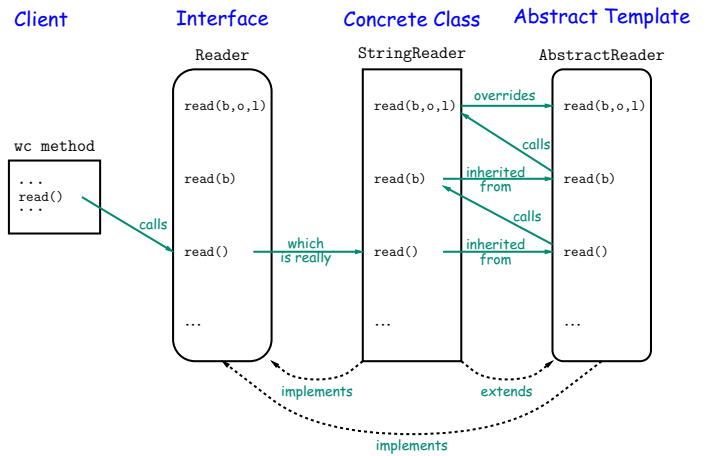 Client
Interface
Concrete Class
Abstract Template
Reader
StringReader
AbstractReader
read(b,o,l)
read(b,o,l)
overrides
read(b,o,l)
wc method
calls
...
read()
...
read(b)
read(b)
inherited
from
read(b)
calls
calls
read()
which
is really
read()
inherited
from
read()
...
...
...
implements
extends
implements